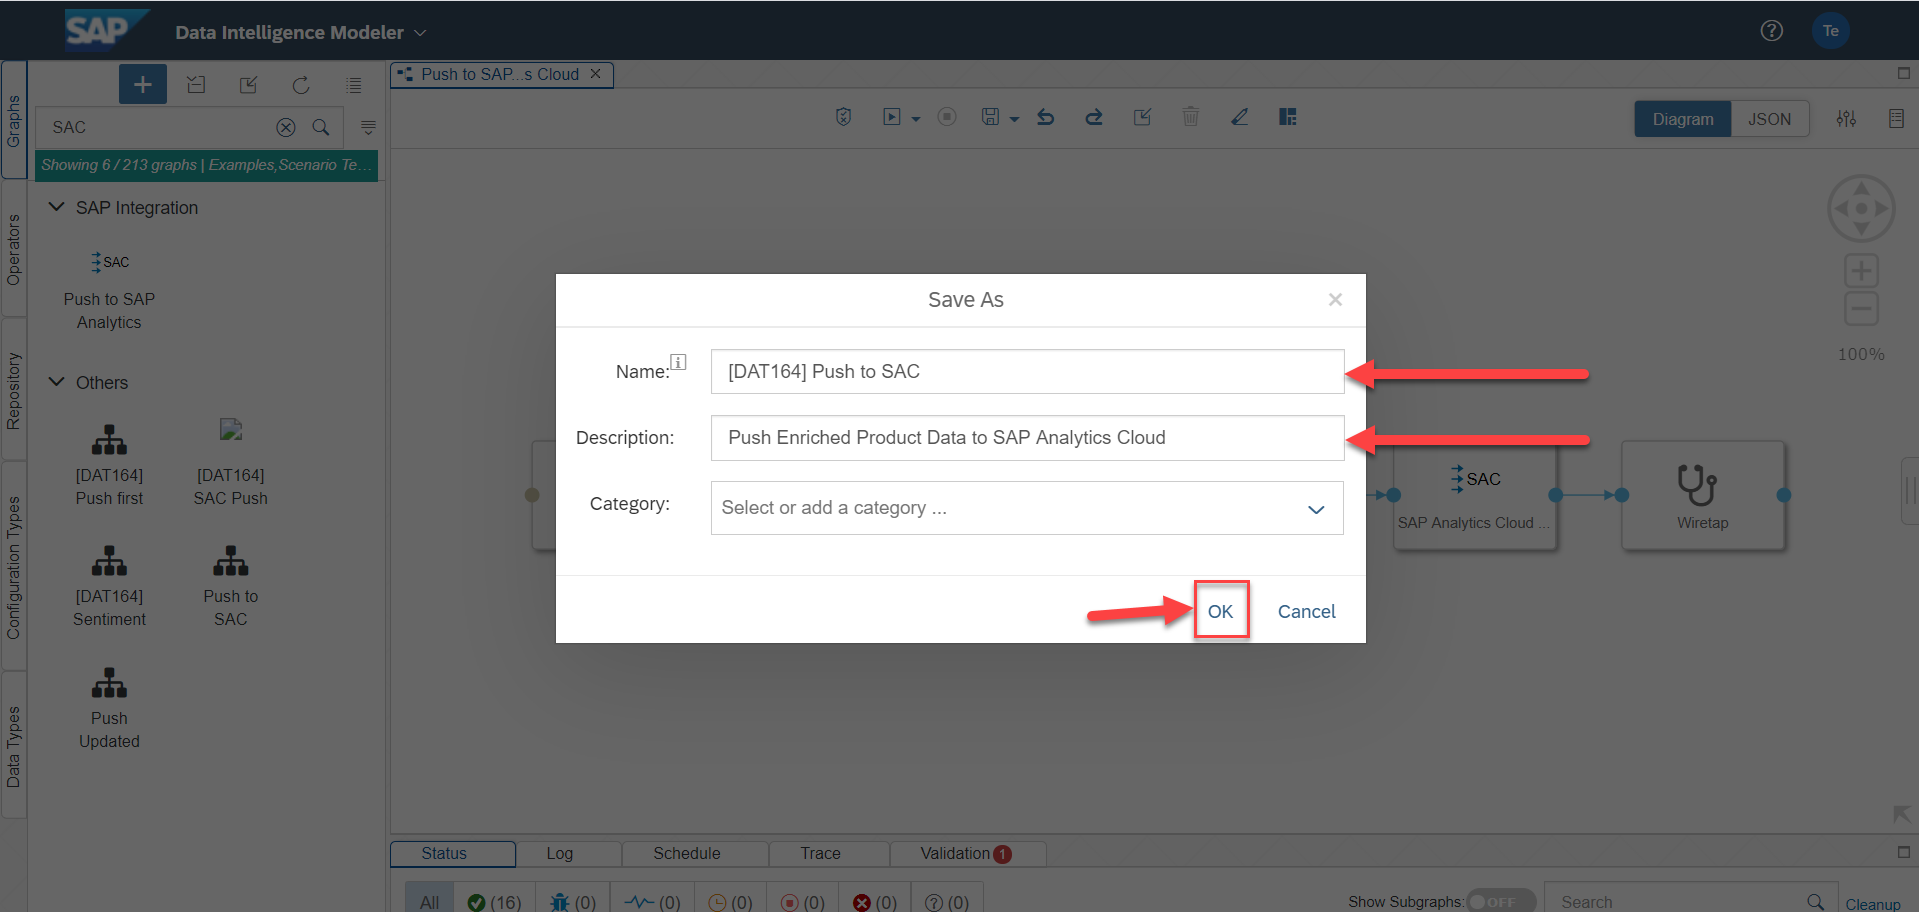 SAP
Data Intelligence Modeler
Te
Graphs
Operators
Repository
Configuration Types
Data Types
SAC
Showing 6 / 213 graphs | Examples,Scenario Te...
SAP Integration
SAC
Push to SAP
Analytics
Others
[DAT164]
Push first
[DAT164]
SAC Push
[DAT164]
Sentiment
Push to
SAC
Push
Updated
Push to SAP...s Cloud
Diagram
JSON
100%
Save As
Name:
[DAT164] Push to SAC
Description:
Push Enriched Product Data to SAP Analytics Cloud
Category:
Select or add a category ...
OK
Cancel
SAC
SAP Analytics Cloud ...
Wiretap
Status
Log
Schedule
Trace
Validation 1
All
(16)
(0)
(0)
(0)
(0)
(0)
(0)
Show Subgraphs:
OFF
Search
Cleanup